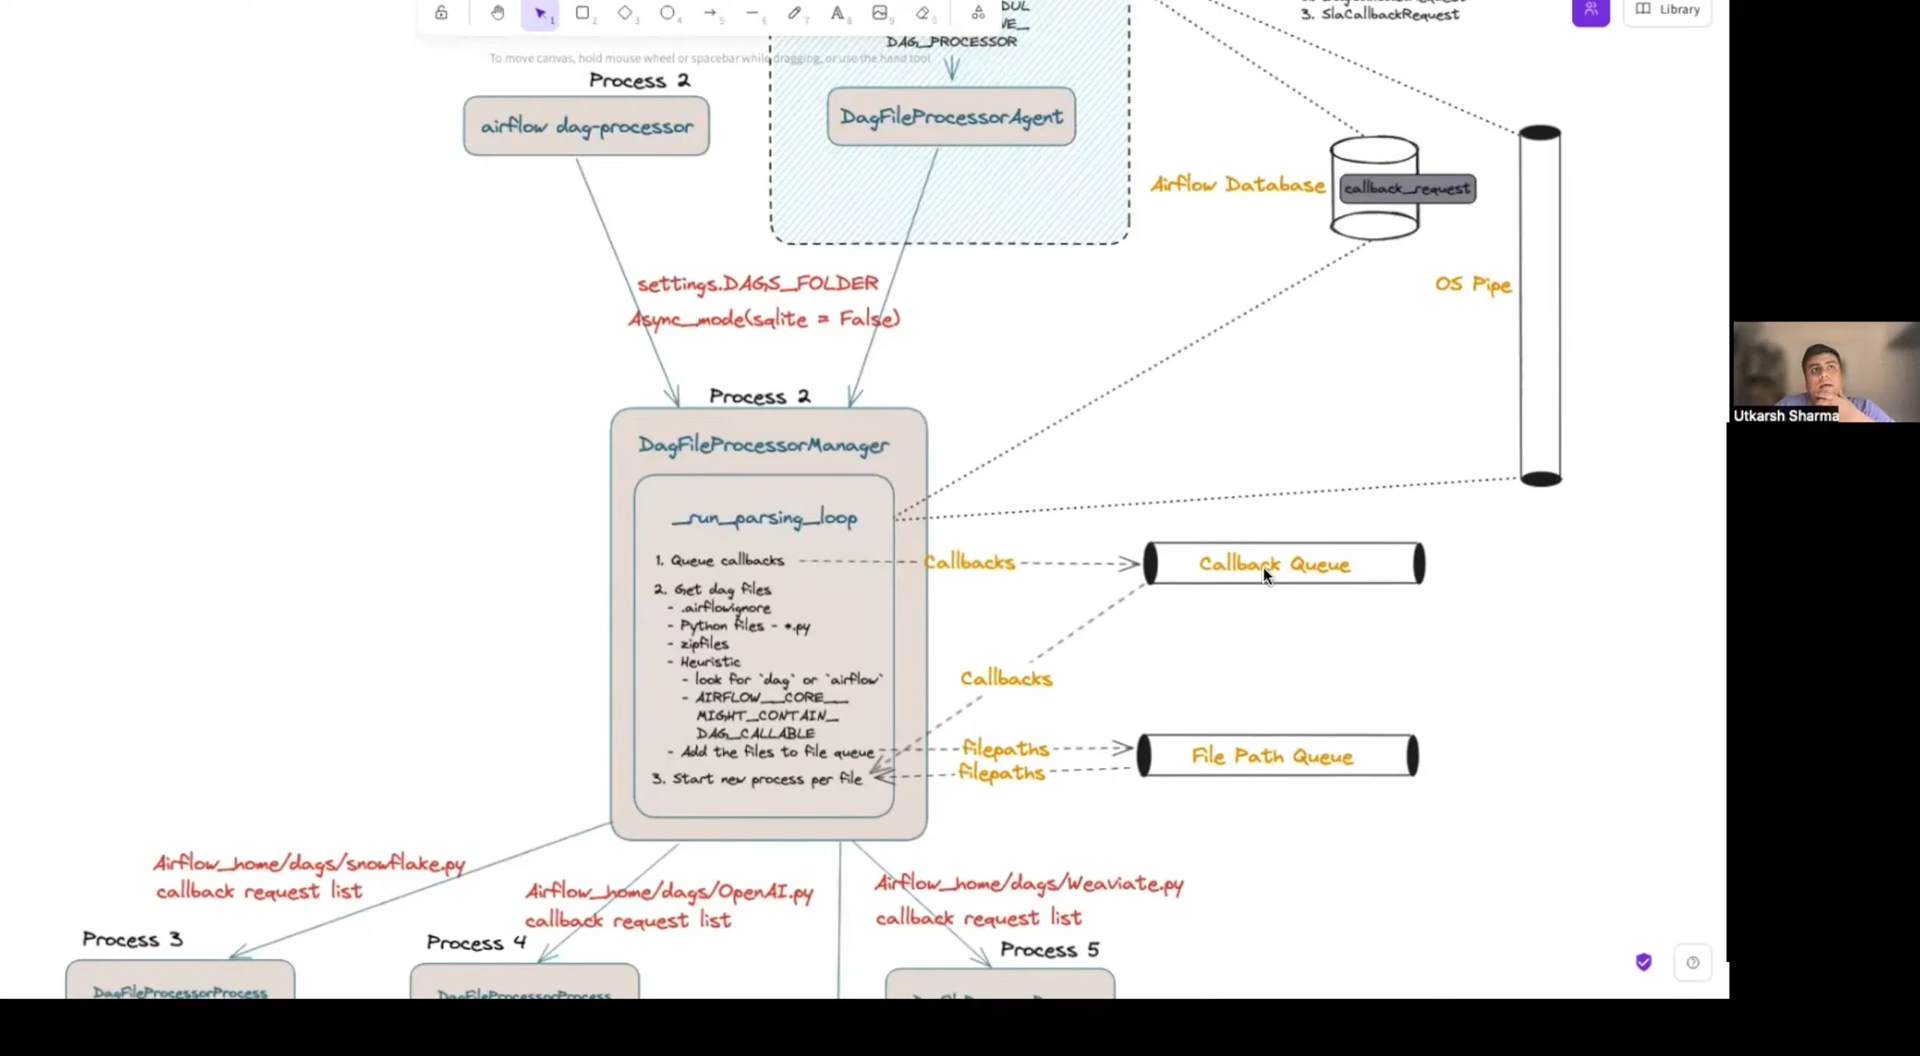 3. SlaCallbackRequest
Library
DAG_PROCESSOR
To move canvas, hold mouse wheel or spacebar while dragging, or use the hand tool
Process 2
airflow dag-processor
DagFileProcessorAgent
Airflow Database
callback_request
OS Pipe
settings.DAGS_FOLDER
Async_mode(sqlite = False)
Process 2
DagFileProcessorManager
_run_parsing_loop
1. Queue callbacks
Callbacks
Callback Queue
2. Get dag files
- .airflowignore
- Python files - *.py
- zipfiles
- Heuristic
- look for `dag` or `airflow`
- AIRFLOW__CORE__
MIGHT_CONTAIN_
DAG_CALLABLE
- Add the files to file queue
3. Start new process per file
Callbacks
filepaths
filepaths
File Path Queue
Airflow_home/dags/snowflake.py
callback request list
Airflow_home/dags/OpenAI.py
callback request list
Airflow_home/dags/Weaviate.py
callback request list
Process 3
Process 4
Process 5
DagFileProcessorProcess
DagFileProcessorProcess
Utkarsh Sharma